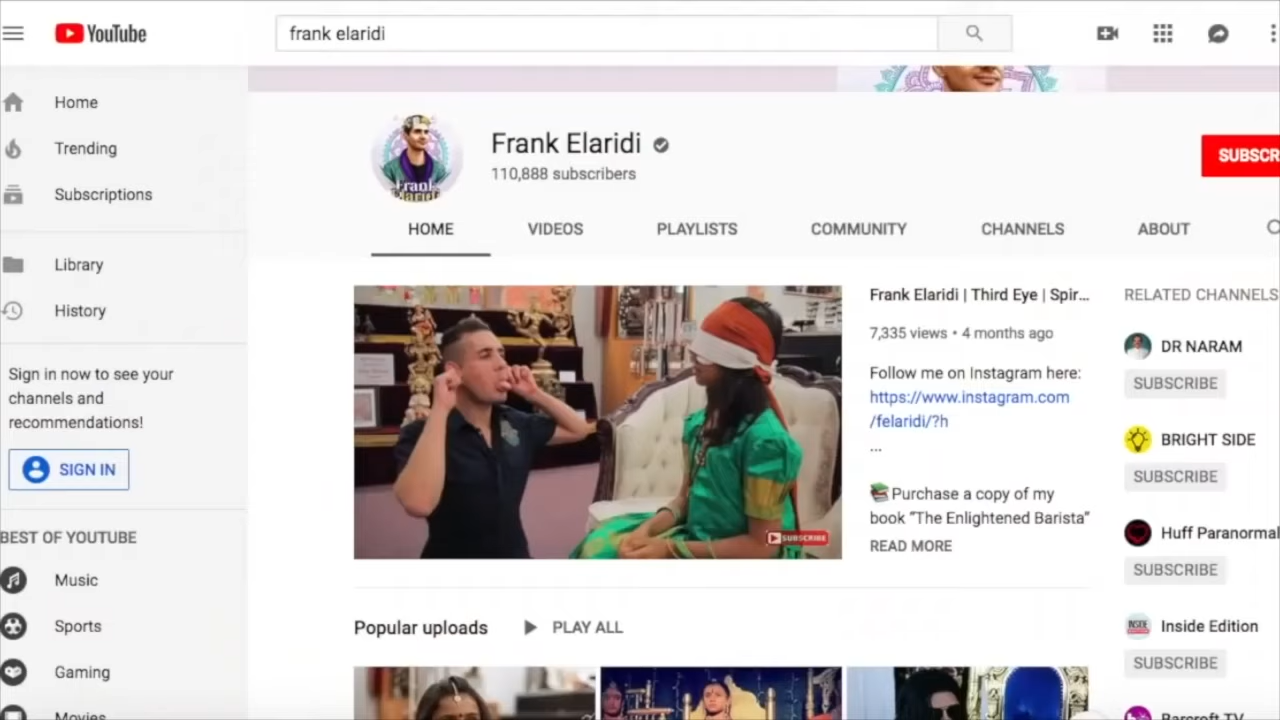 YouTube
frank elaridi
Home
Trending
Subscriptions
Library
History
Sign in now to see your
channels and
recommendations!
SIGN IN
BEST OF YOUTUBE
Music
Sports
Gaming
Movies
Frank Elaridi
110,888 subscribers
SUBSCR
HOME VIDEOS PLAYLISTS COMMUNITY CHANNELS ABOUT
SUBSCRIBE
Frank Elaridi | Third Eye | Spir...
7,335 views • 4 months ago
Follow me on Instagram here:
https://www.instagram.com
/felaridi/?h
...
Purchase a copy of my
book “The Enlightened Barista”
READ MORE
Popular uploads PLAY ALL
RELATED CHANNELS
DR NARAM
SUBSCRIBE
BRIGHT SIDE
SUBSCRIBE
Huff Paranormal
SUBSCRIBE
INSIDE
Inside Edition
SUBSCRIBE
Barcroft TV